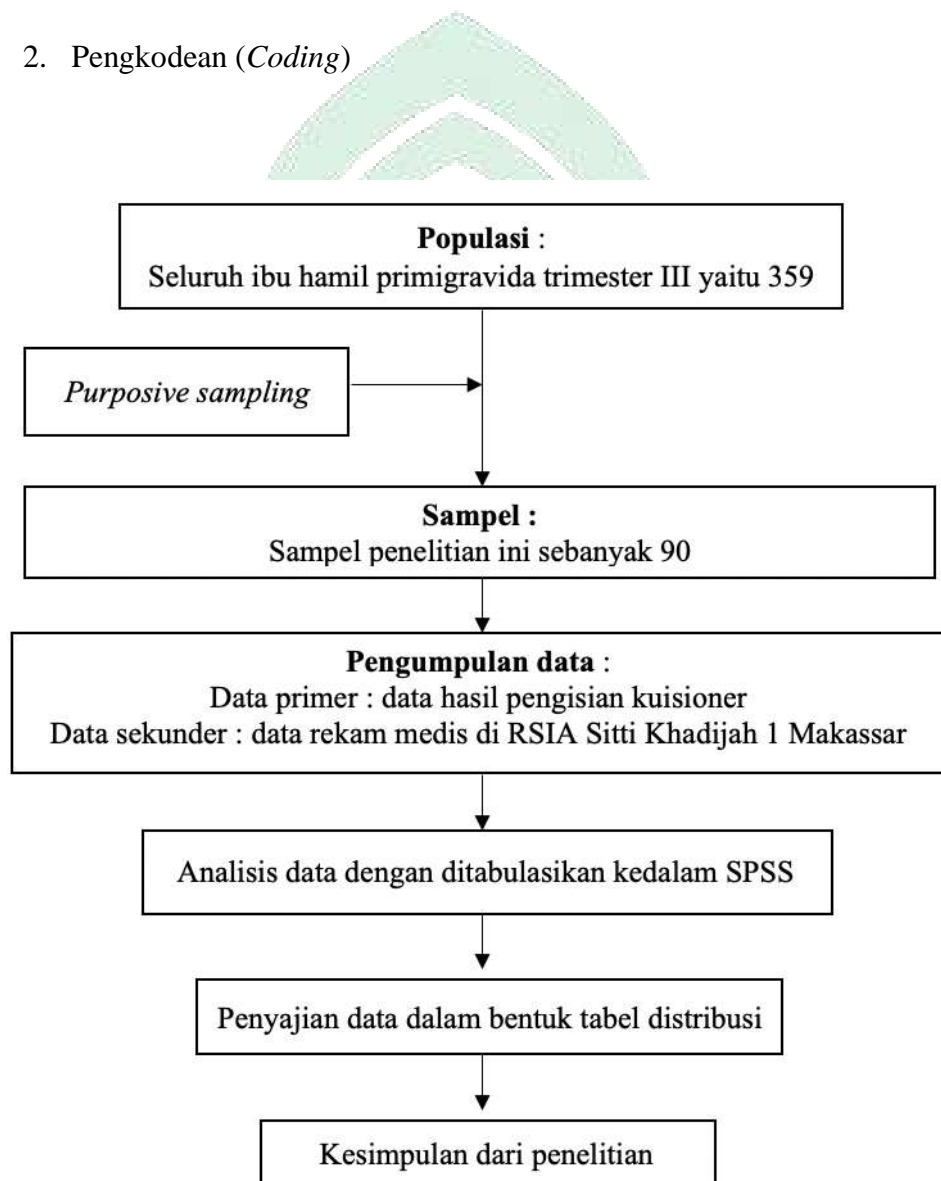 2. Pengkodean (Coding)
Populasi :
Seluruh ibu hamil primigravida trimester III yaitu 359
Purposive sampling
Sampel :
Sampel penelitian ini sebanyak 90
Pengumpulan data :
Data primer : data hasil pengisian kuisioner
Data sekunder : data rekam medis di RSIA Sitti Khadijah 1 Makassar
Analisis data dengan ditabulasikan kedalam SPSS
Penyajian data dalam bentuk tabel distribusi
Kesimpulan dari penelitian